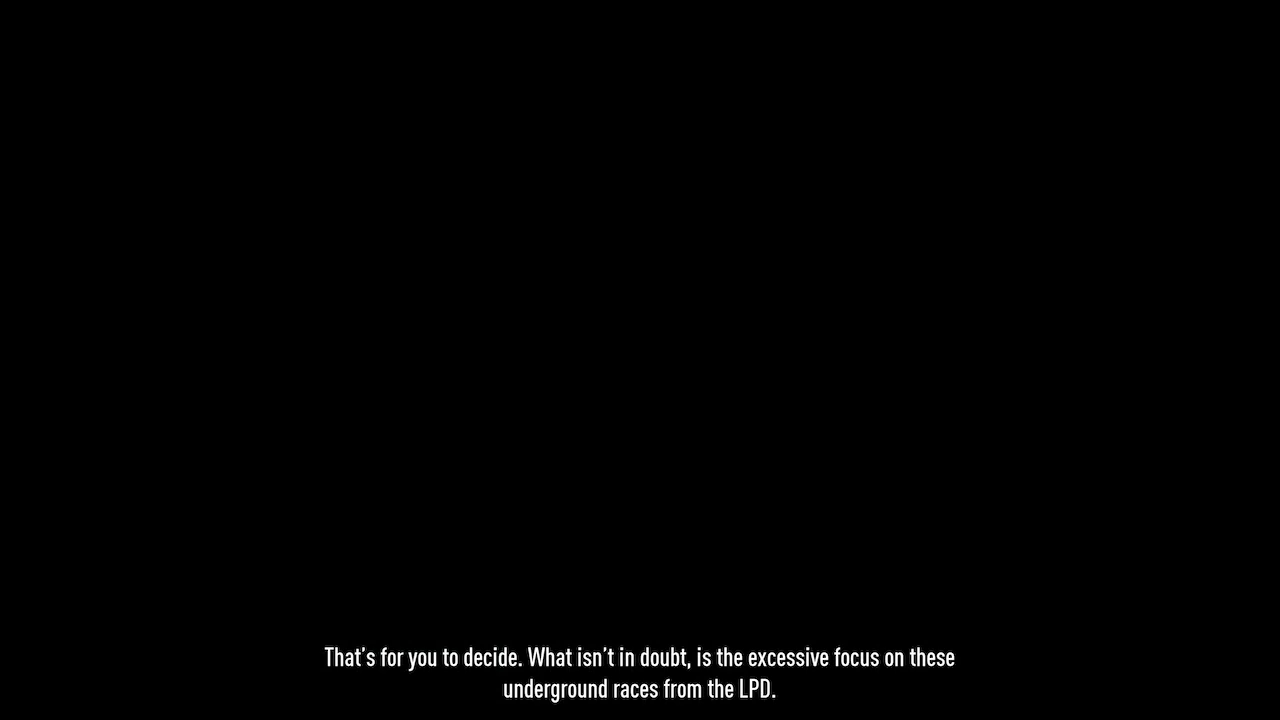 That's for you to decide. What isn't in doubt, is the excessive focus on these
underground races from the LPD.